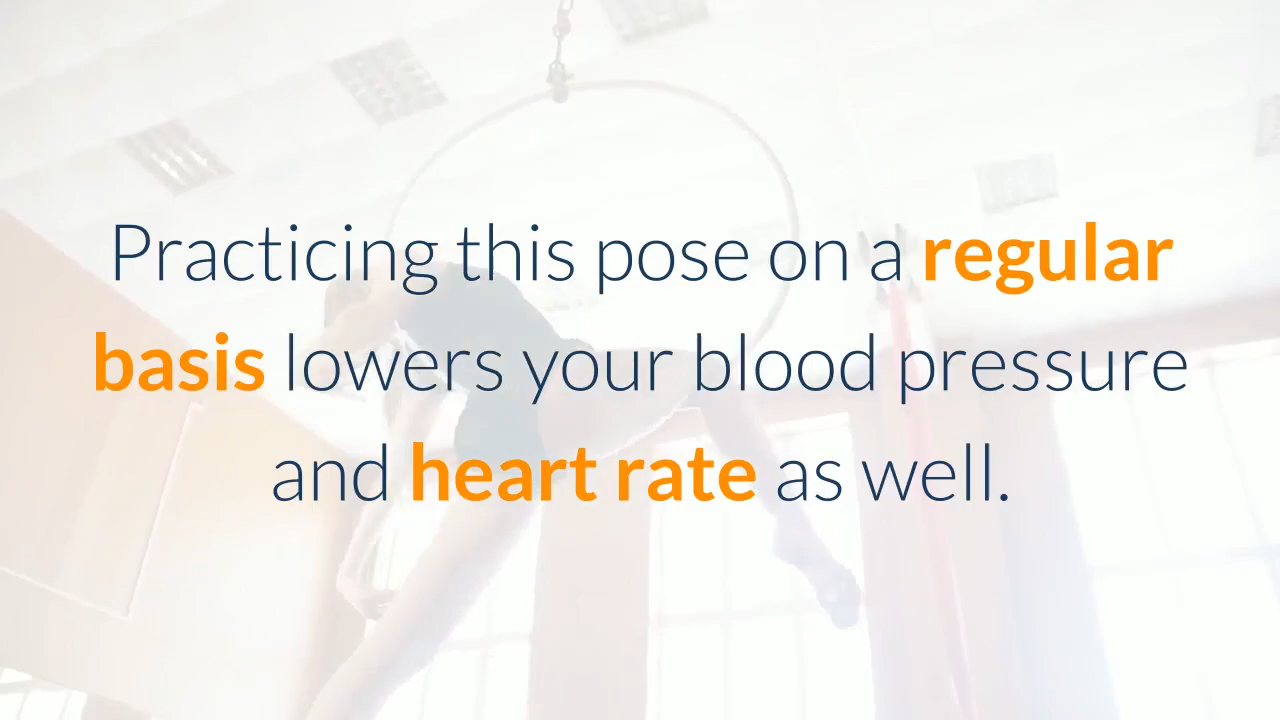 Practicing this pose on a regular
basis lowers your blood pressure
and heart rate as well.